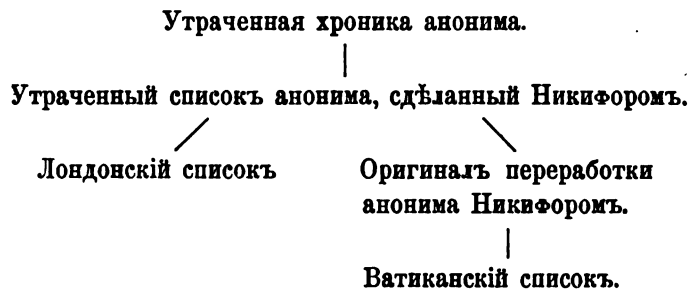 Утраченная хроника анонима.
Утраченный списокъ анонима, сдѣланный Никифоромъ.
Лондонскій списокъ
Оригиналъ переработки
анонима Никифоромъ.
Ватиканскій списокъ.